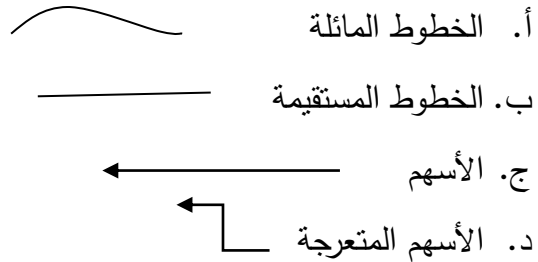 أ. الخطوط المائلة
ب. الخطوط المستقيمة
ج. الأسهم
د. الأسهم المتعرجة